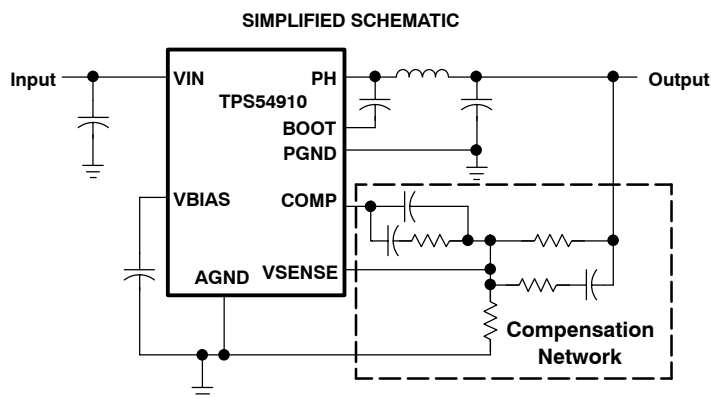 SIMPLIFIED SCHEMATIC
Input
VIN
PH
Output
TPS54910
BOOT
PGND
VBIAS
COMP
VSENSE
AGND
Compensation
Network